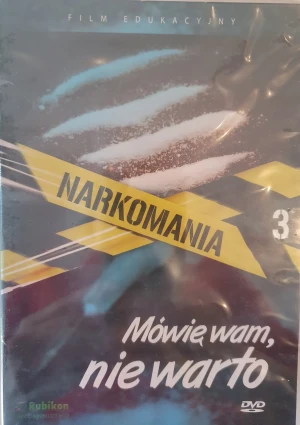 FILM EDUKACYJNY
NARKOMANIA
3
Mówię wam,
nie warto
DVD
Rubikon